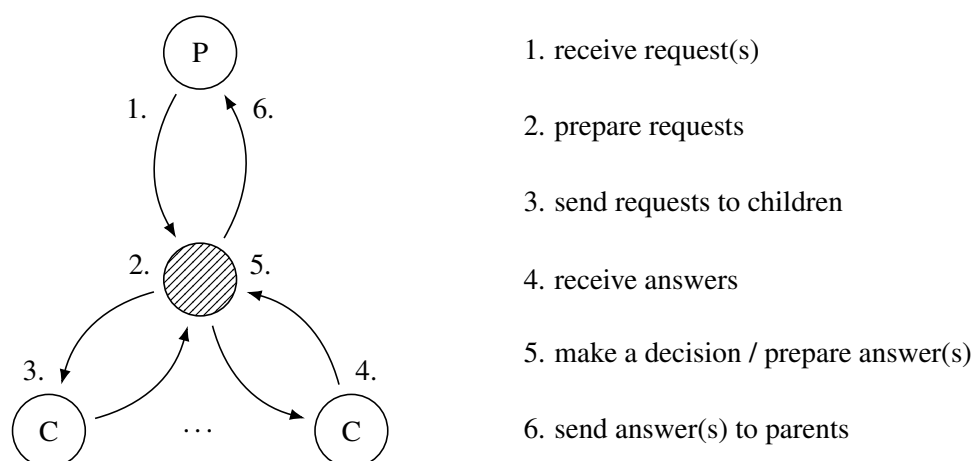 P
1. receive request(s)
1.
6.
2. prepare requests
3. send requests to children
2.
5.
4. receive answers
5. make a decision / prepare answer(s)
3.
4.
C
...
C
6. send answer(s) to parents